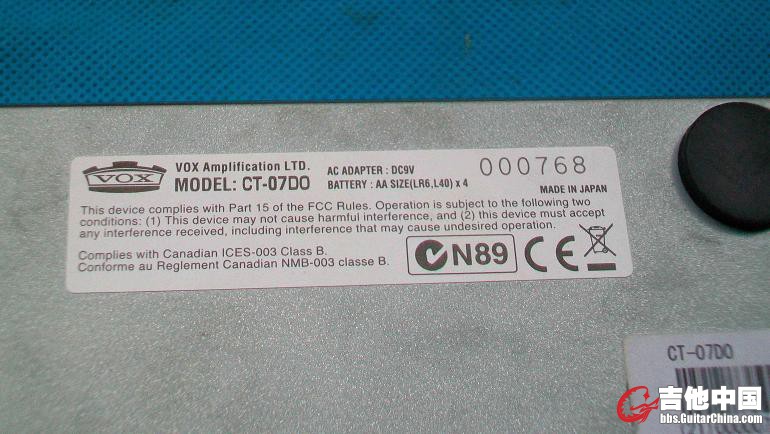 VOX
VOX Amplification LTD.
MODEL: CT-07DO
AC ADAPTER : DC9V
BATTERY : AA SIZE(LR6,L40) x 4
000768
MADE IN JAPAN
This device complies with Part 15 of the FCC Rules. Operation is subject to the following two
conditions: (1) This device may not cause harmful interference, and (2) this device must accept
any interference received, including interference that may cause undesired operation.
Complies with Canadian ICES-003 Class B.
Conforme au Reglement Canadian NMB-003 classe B.
N89
CE
CT-07DO
吉他中国
bbs.GuitarChina.com